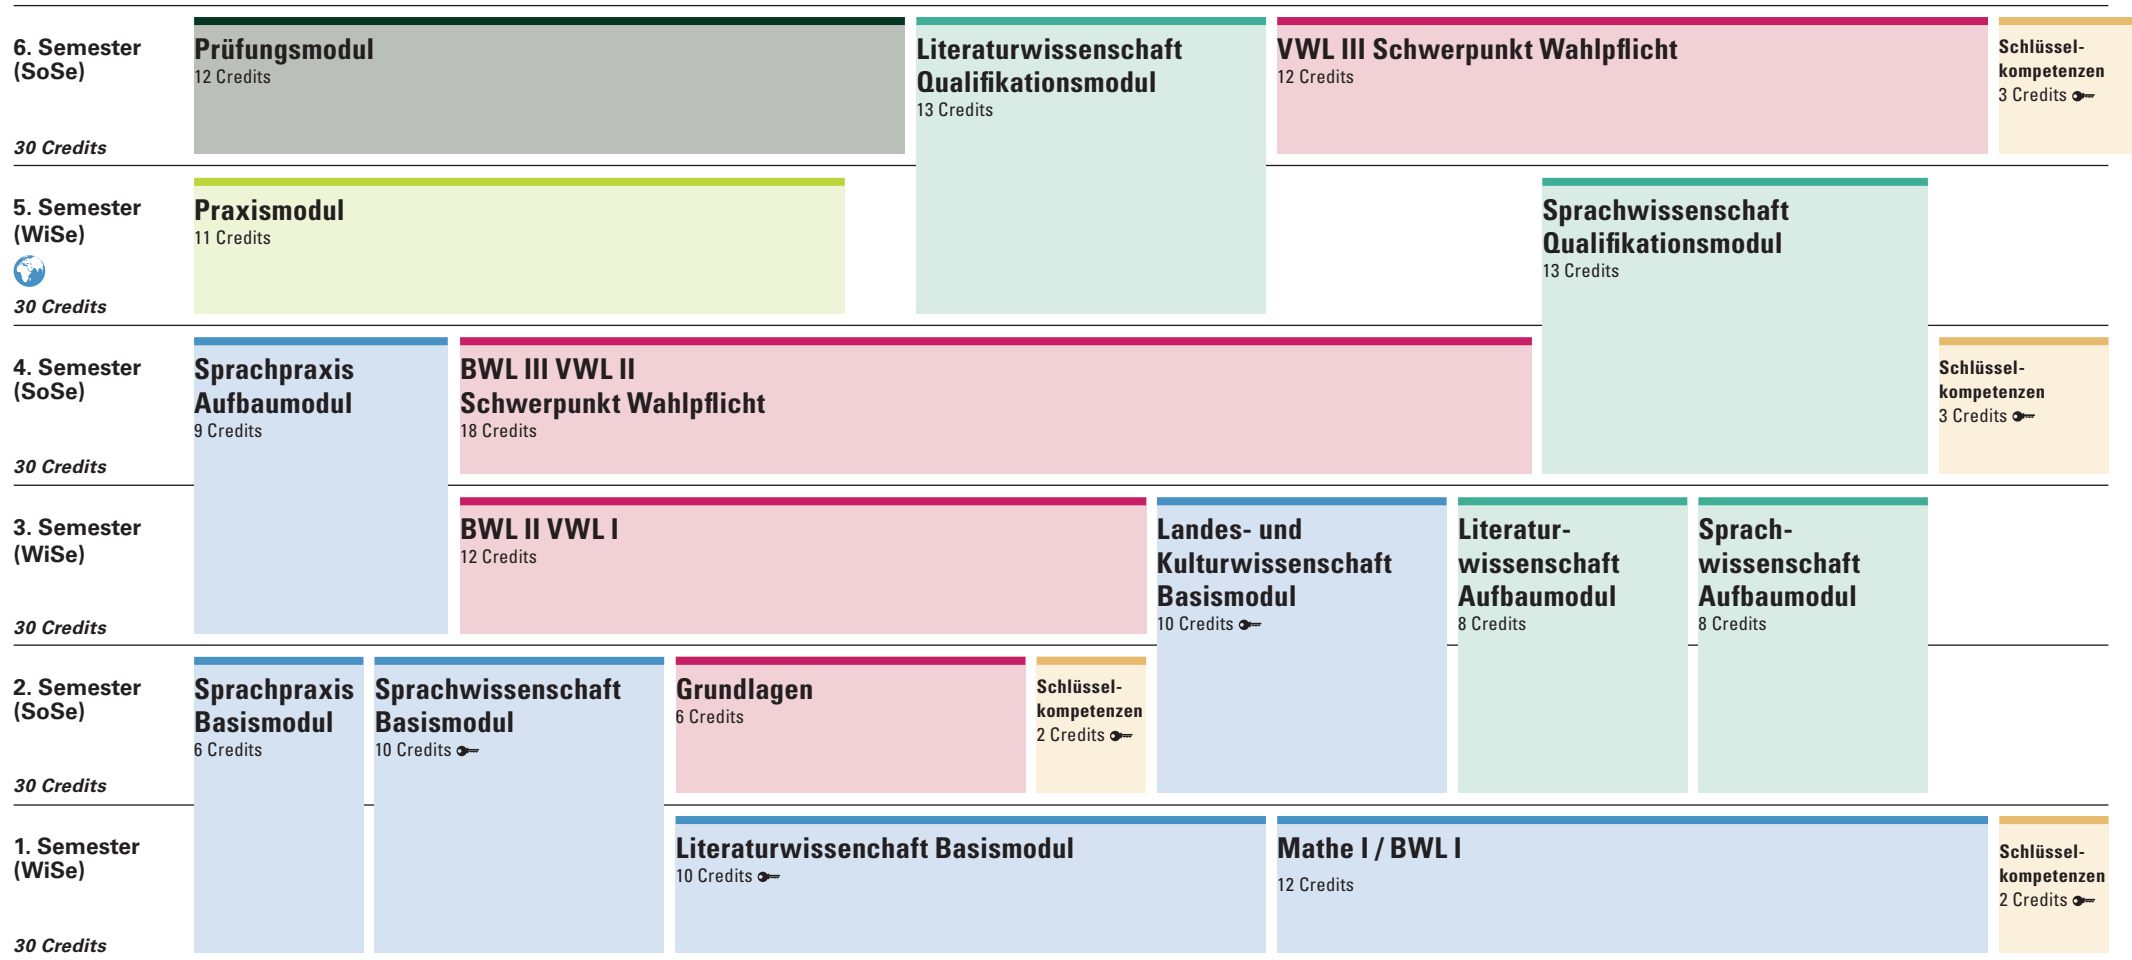 6. Semester
(SoSe)
30 Credits
Prüfungsmodul
12 Credits
Literaturwissenschaft
Qualifikationsmodul
13 Credits
VWL III Schwerpunkt Wahlpflicht
12 Credits
Schlüssel-
kompetenzen
3 Credits
5. Semester
(WiSe)
30 Credits
Praxismodul
11 Credits
Sprachwissenschaft
Qualifikationsmodul
13 Credits
4. Semester
(SoSe)
30 Credits
Sprachpraxis
Aufbaumodul
9 Credits
BWL III VWL II
Schwerpunkt Wahlpflicht
18 Credits
Schlüssel-
kompetenzen
3 Credits
3. Semester
(WiSe)
30 Credits
BWL II VWL I
12 Credits
Landes- und
Kulturwissenschaft
Basismodul
10 Credits
Literatur-
wissenschaft
Aufbaumodul
8 Credits
Sprach-
wissenschaft
Aufbaumodul
8 Credits
2. Semester
(SoSe)
30 Credits
Sprachpraxis
Basismodul
6 Credits
Sprachwissenschaft
Basismodul
10 Credits
Grundlagen
6 Credits
Schlüssel-
kompetenzen
2 Credits
1. Semester
(WiSe)
30 Credits
Literaturwissenchaft Basismodul
10 Credits
Mathe I / BWL I
12 Credits
Schlüssel-
kompetenzen
2 Credits